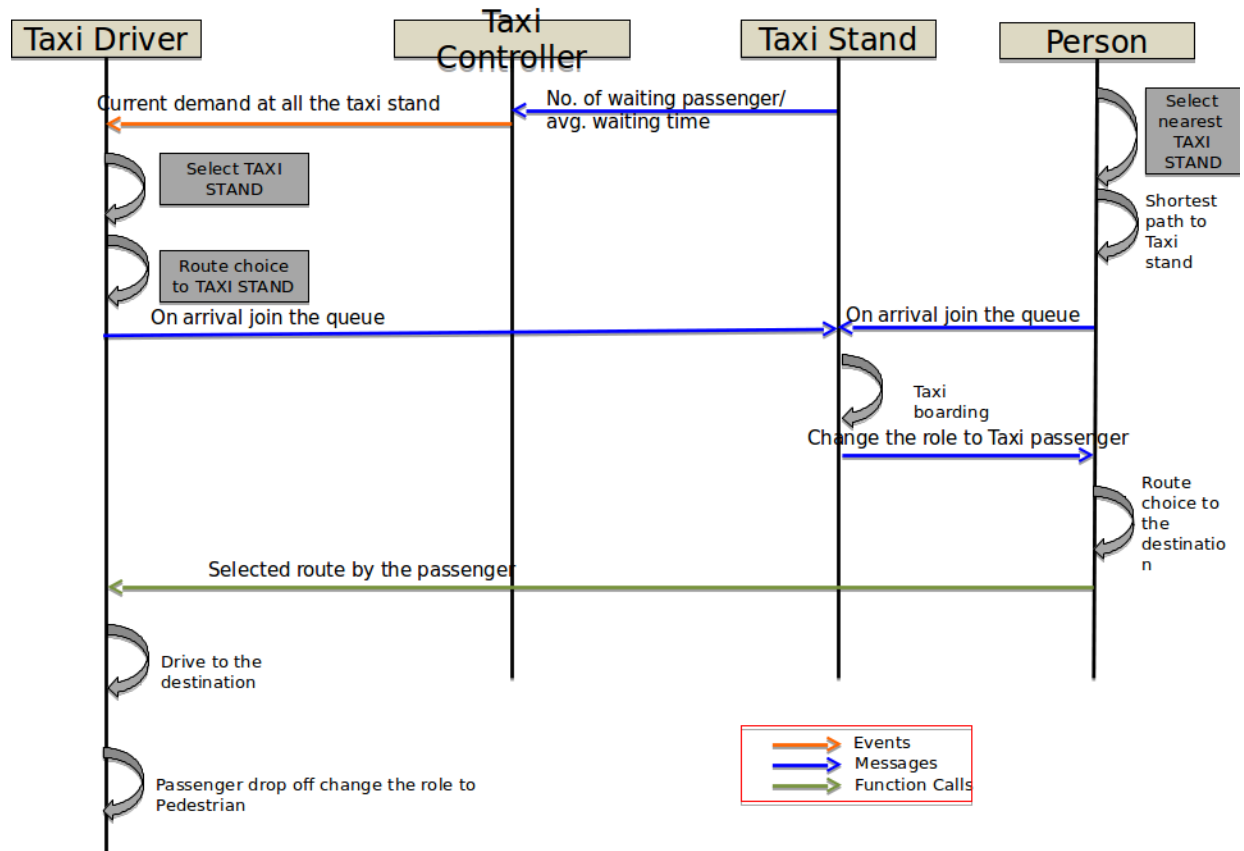 Taxi Driver
Taxi
Controller
Taxi Stand
Person
Current demand at all the taxi stand
No. of waiting passenger/
avg. waiting time
Select
nearest
TAXI
STAND
Select TAXI
STAND
Shortest
path to
Taxi
stand
Route choice
to TAXI STAND
On arrival join the queue
On arrival join the queue
Taxi
boarding
Change the role to Taxi passenger
Route
choice to
the
destinatio
n
Selected route by the passenger
Drive to the
destination
Passenger drop off change the role to
Pedestrian
Events
Messages
Function Calls